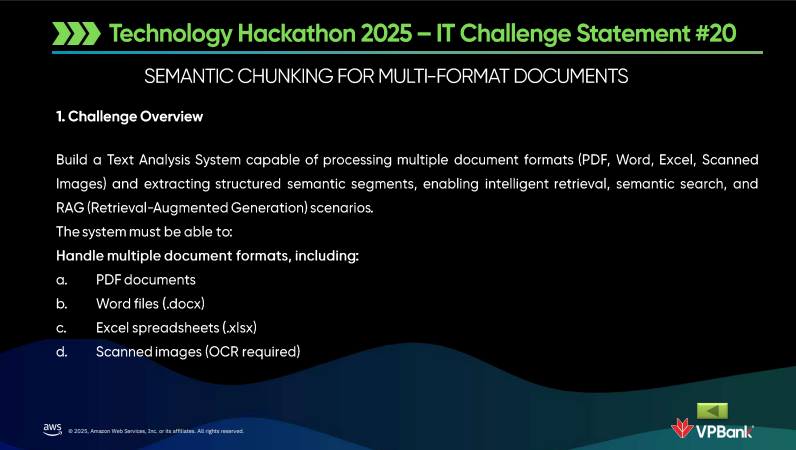 Technology Hackathon 2025 – IT Challenge Statement #20
SEMANTIC CHUNKING FOR MULTI-FORMAT DOCUMENTS
1. Challenge Overview
Build a Text Analysis System capable of processing multiple document formats (PDF, Word, Excel, Scanned
Images) and extracting structured semantic segments, enabling intelligent retrieval, semantic search, and
RAG (Retrieval-Augmented Generation) scenarios.
The system must be able to:
Handle multiple document formats, including:
a. PDF documents
b. Word files (.docx)
c. Excel spreadsheets (.xlsx)
d. Scanned images (OCR required)
aws © 2025, Amazon Web Services, Inc. or its affiliates. All rights reserved.
VPBank